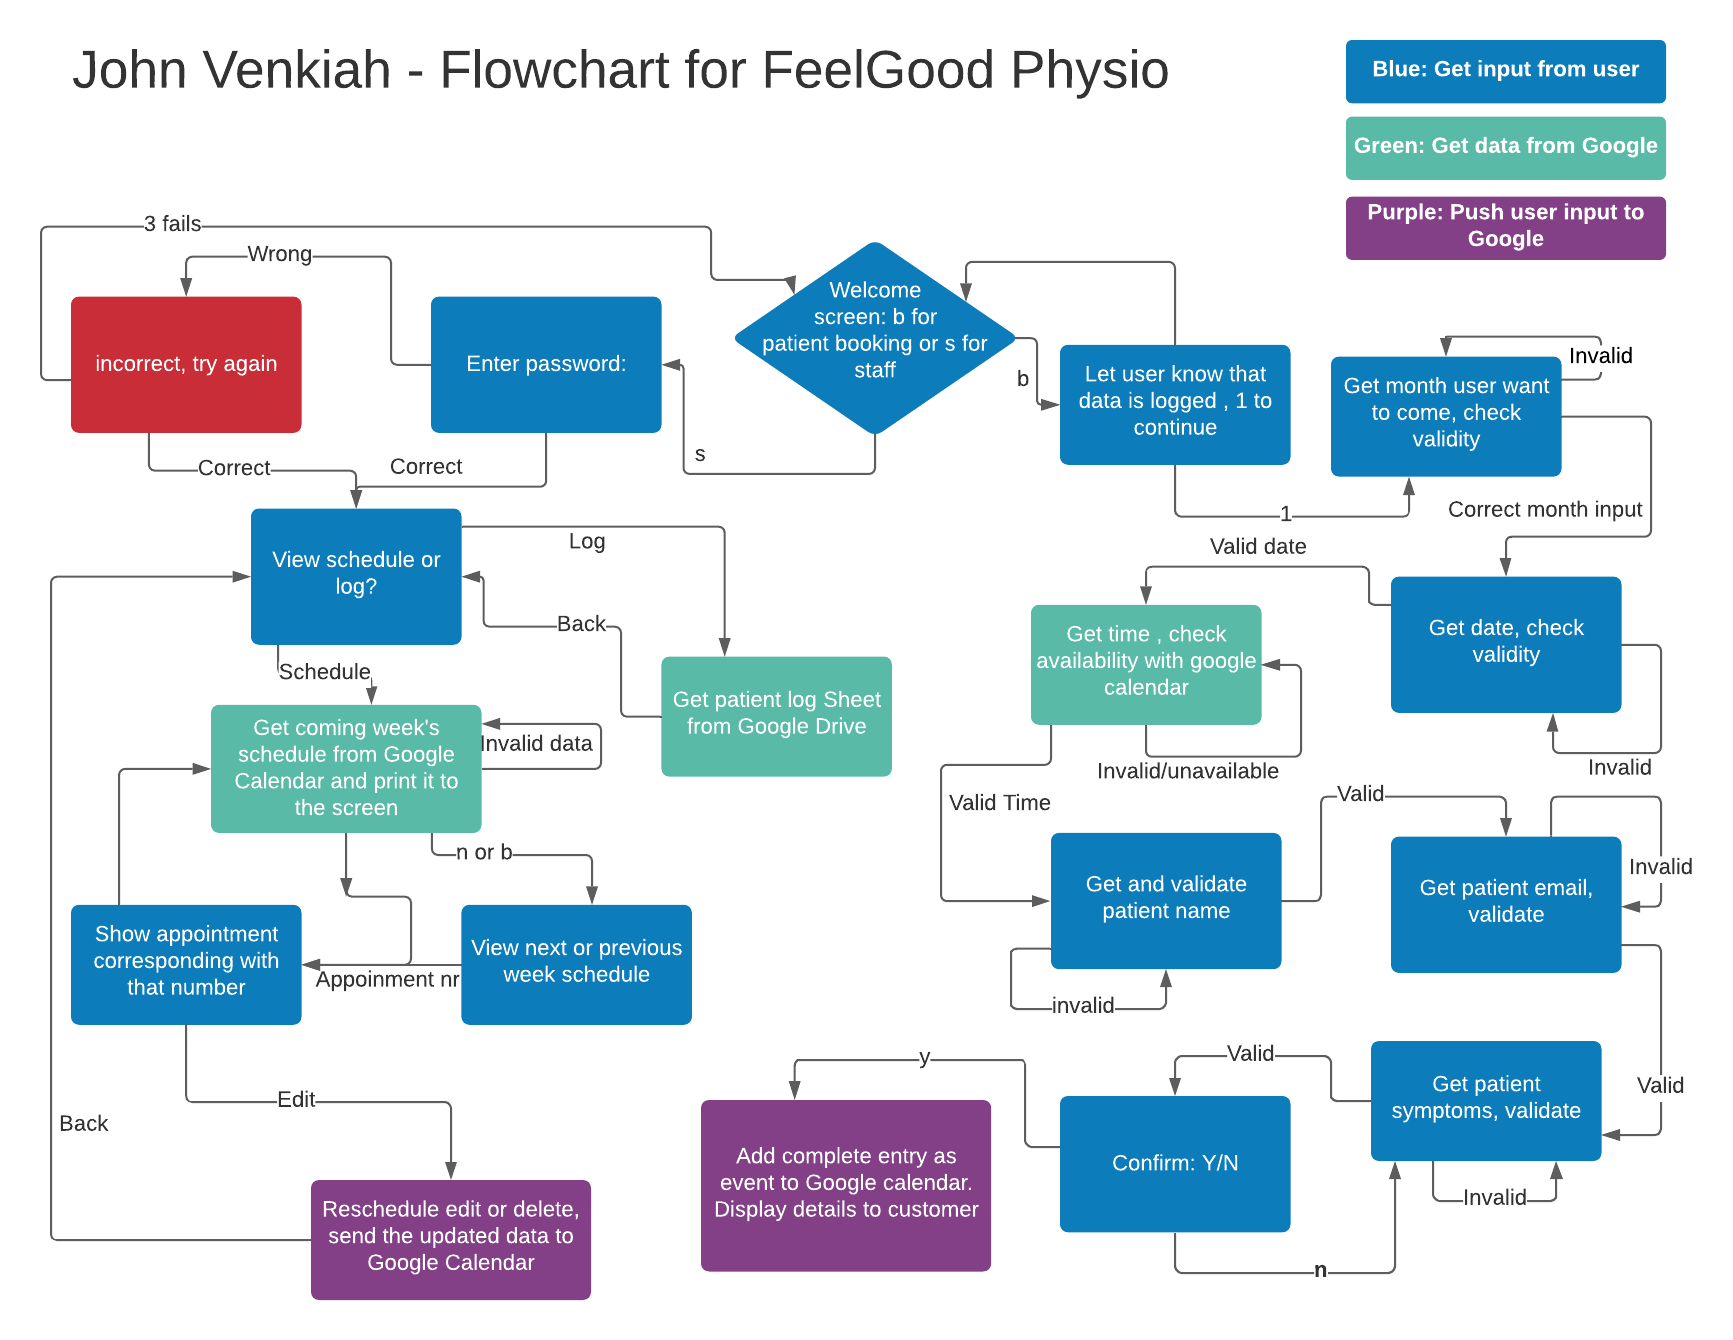 John Venkiah - Flowchart for FeelGood Physio
Blue: Get input from user
Green: Get data from Google
Purple: Push user input to
Google
3 fails
Wrong
incorrect, try again
Enter password:
Welcome
screen: b for
patient booking or s for
staff
b
s
Let user know that
data is logged , 1 to
continue
Invalid
Get month user want
to come, check
validity
Correct
Correct
1
Correct month input
View schedule or
log?
Log
Back
Schedule
Valid date
Get time , check
availability with google
calendar
Get date, check
validity
Get patient log Sheet
from Google Drive
Get coming week's
schedule from Google
Calendar and print it to
the screen
Invalid data
Invalid/unavailable
Invalid
Valid Time
Valid
n or b
Get and validate
patient name
Get patient email,
validate
Invalid
Show appointment
corresponding with
that number
Appoinment nr
View next or previous
week schedule
invalid
y
Valid
Get patient
symptoms, validate
Valid
Edit
Back
Add complete entry as
event to Google calendar.
Display details to customer
Confirm: Y/N
Invalid
Reschedule edit or delete,
send the updated data to
Google Calendar
n